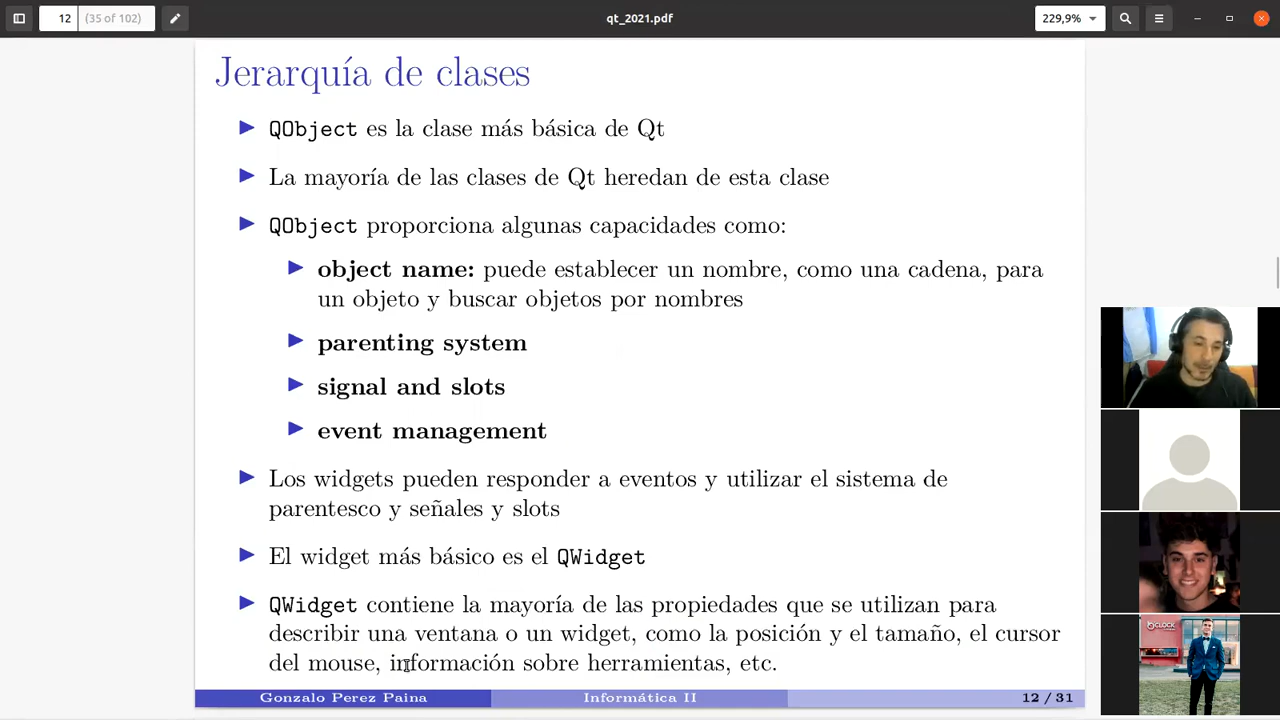 12
(35 of 102)
qt_2021.pdf
229,9%
Jerarquía de clases
QObject es la clase más básica de Qt
La mayoría de las clases de Qt heredan de esta clase
QObject proporciona algunas capacidades como:
object name: puede establecer un nombre, como una cadena, para
un objeto y buscar objetos por nombres
parenting system
signal and slots
event management
Los widgets pueden responder a eventos y utilizar el sistema de
parentesco y señales y slots
El widget más básico es el QWidget
QWidget contiene la mayoría de las propiedades que se utilizan para
describir una ventana o un widget, como la posición y el tamaño, el cursor
del mouse, información sobre herramientas, etc.
Gonzalo Perez Paina
Informática II
12 / 31
CLOCK